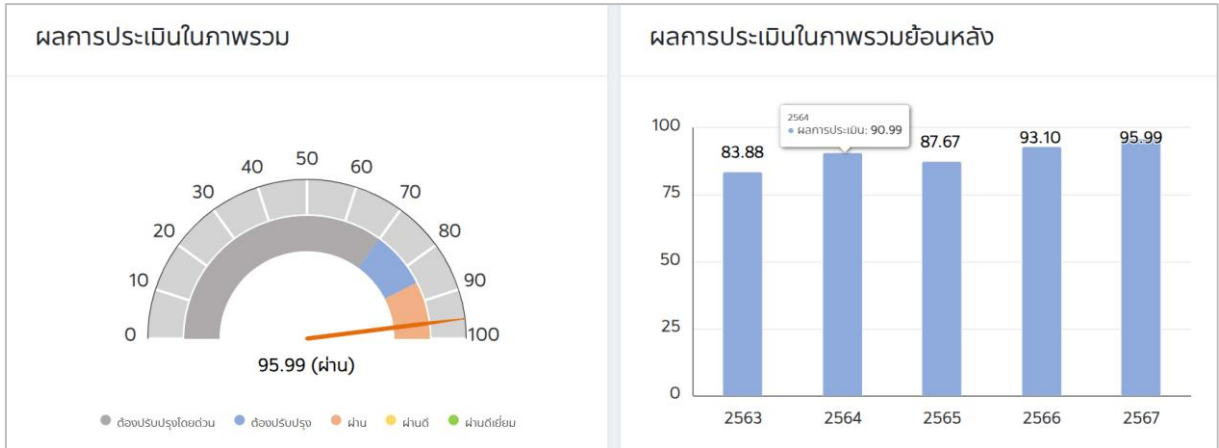 ผลการประเมินในภาพรวม
0
10
20
30
40
50
60
70
80
90
100
95.99 (ผ่าน)
ต้องปรับปรุงโดยด่วน ต้องปรับปรุง ผ่าน ผ่านดี ผ่านดีเยี่ยม
ผลการประเมินในภาพรวมย้อนหลัง
2564
ผลการประเมิน: 90.99
100
75
50
25
0
83.88 87.67 93.10 95.99
2563 2564 2565 2566 2567